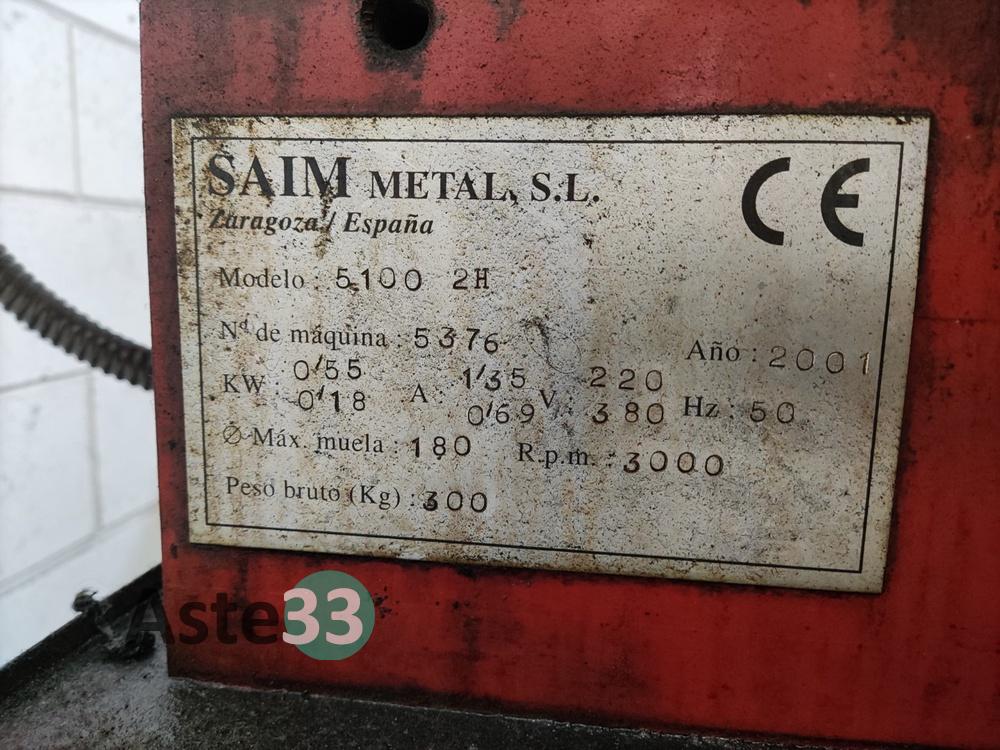 SAIM METAL, S.L.
CE
Zaragoza / España
Modelo : 5100 2H
Nº de máquina : 5376
Año : 2001
KW : 0'55 0'18 A : 1'35 0'69 V : 220 380 Hz : 50
Ø Máx. muela : 180 R.p.m. : 3000
Peso bruto (Kg) : 300
Aste33